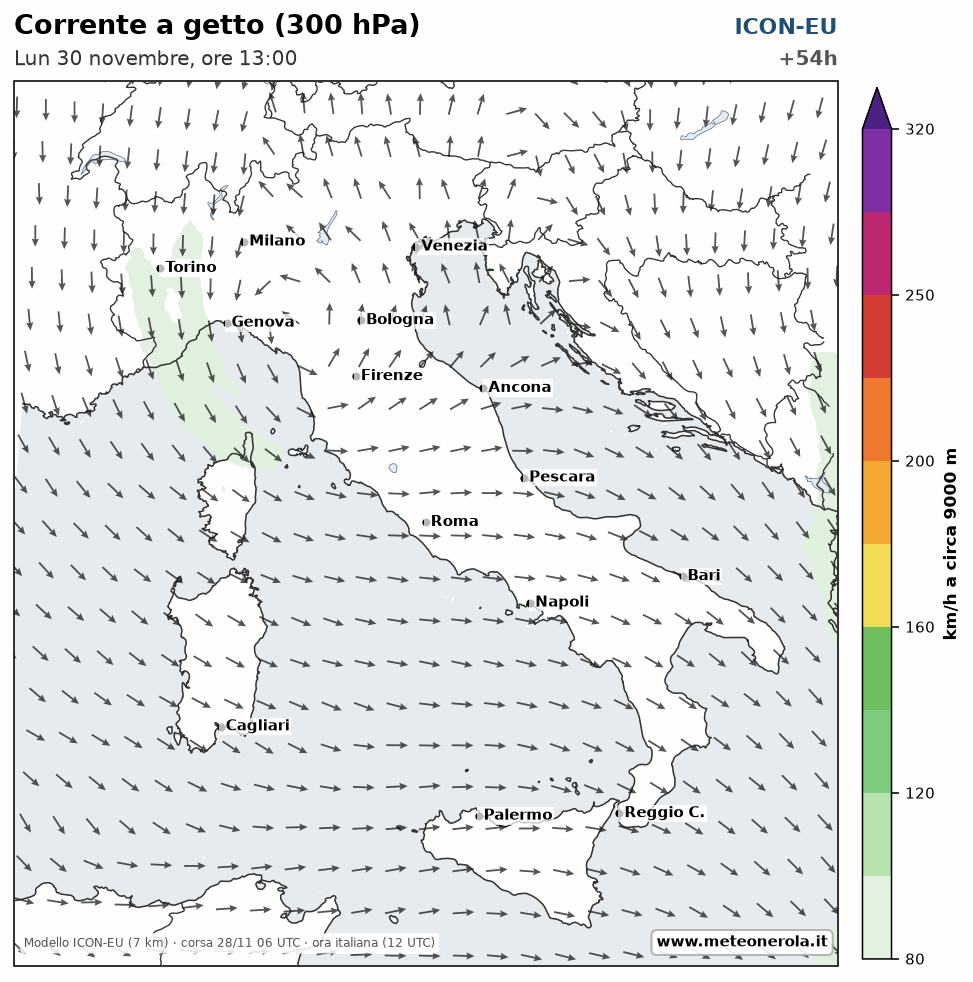 Corrente a getto (300 hPa)
ICON-EU
Lun 30 novembre, ore 13:00
+54h
320
250
200
160
120
80
km/h a circa 9000 m
Milano
Venezia
Torino
Genova
Bologna
Firenze
Ancona
Pescara
Roma
Bari
Napoli
Cagliari
Palermo
Reggio C.
Modello ICON-EU (7 km) · corsa 28/11 06 UTC · ora italiana (12 UTC)
www.meteonerola.it